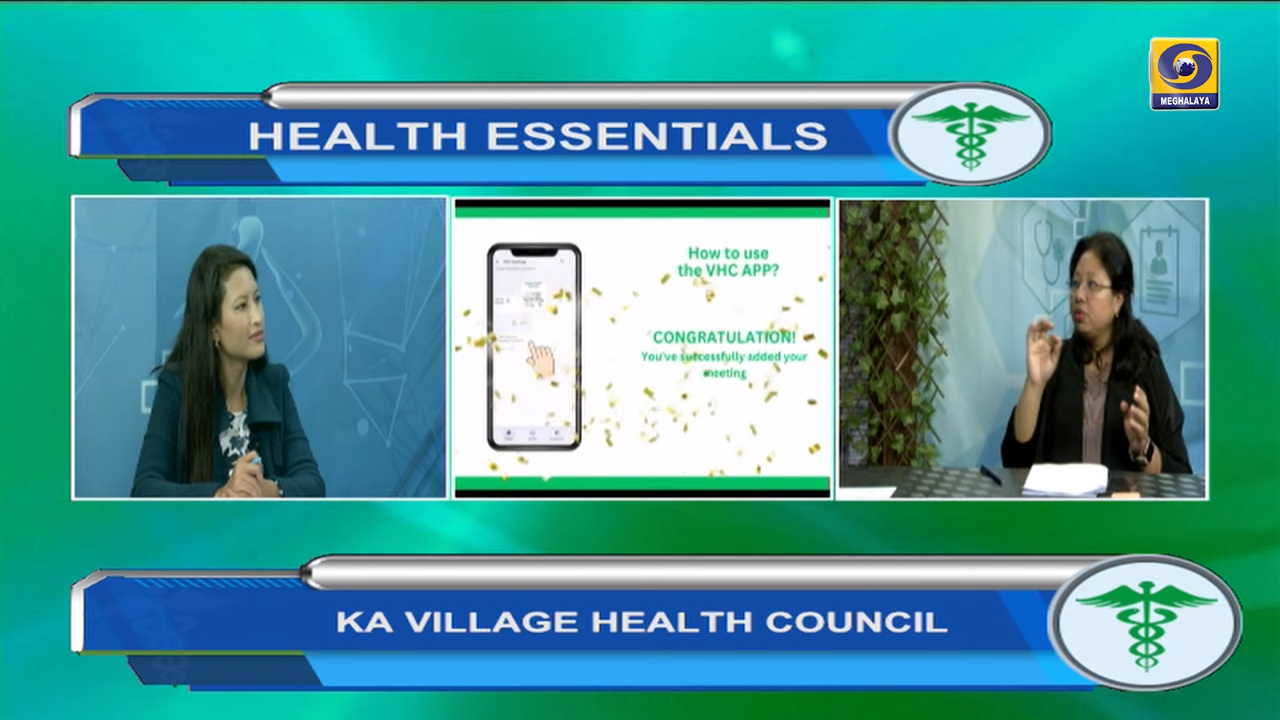 MEGHALAYA
HEALTH ESSENTIALS
How to use
the VHC APP?
CONGRATULATION!
You've successfully added your
meeting
KA VILLAGE HEALTH COUNCIL